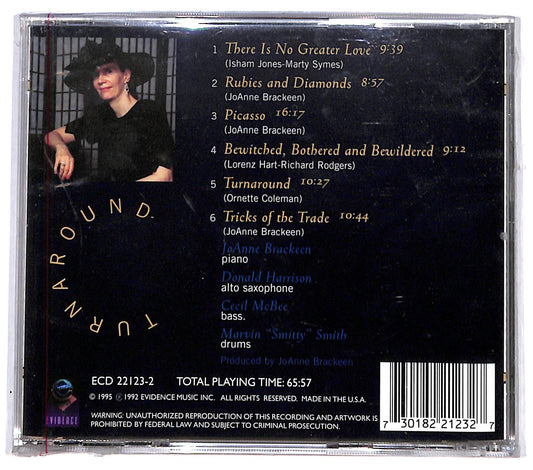 TURNAROUND
1 There Is No Greater Love 9:39
(Isham Jones-Marty Symes)
2 Rubies and Diamonds 8:57
(JoAnne Brackeen)
3 Picasso 16:17
(JoAnne Brackeen)
4 Bewitched, Bothered and Bewildered 9:12
(Lorenz Hart-Richard Rodgers)
5 Turnaround 10:27
(Ornette Coleman)
6 Tricks of the Trade 10:44
(JoAnne Brackeen)
JoAnne Brackeen
piano
Donald Harrison
alto saxophone
Cecil McBee
bass.
Marvin "Smitty" Smith
drums
Produced by JoAnne Brackeen
EVIDENCE
ECD 22123-2 TOTAL PLAYING TIME: 65:57
© 1995 ℗ 1992 EVIDENCE MUSIC INC. ALL RIGHTS RESERVED. MADE IN THE U.S.A.
WARNING: UNAUTHORIZED REPRODUCTION OF THIS RECORDING AND ARTWORK IS
PROHIBITED BY FEDERAL LAW AND SUBJECT TO CRIMINAL PROSECUTION.
7 30182 21232 7